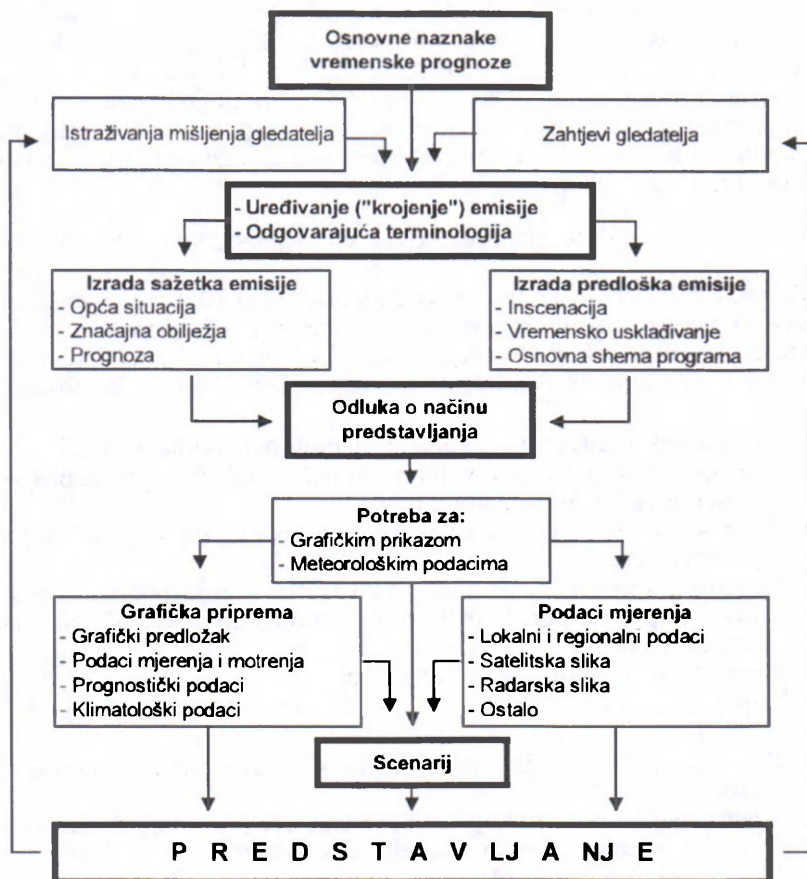 Osnovne naznake
vremenske prognoze
Istraživanja mišljenja gledatelja
Zahtjevi gledatelja
- Uređivanje ("krojenje") emisije
- Odgovarajuća terminologija
Izrada sažetka emisije
- Opća situacija
- Značajna obilježja
- Prognoza
Izrada predloška emisije
- Inscenacija
- Vremensko usklađivanje
- Osnovna shema programa
Odluka o načinu
predstavljanja
Potreba za:
- Grafičkim prikazom
- Meteorološkim podacima
Grafička priprema
- Grafički predložak
- Podaci mjerenja i motrenja
- Prognostički podaci
- Klimatološki podaci
Podaci mjerenja
- Lokalni i regionalni podaci
- Satelitska slika
- Radarska slika
- Ostalo
Scenarij
P R E D S T A V LJ A NJ E